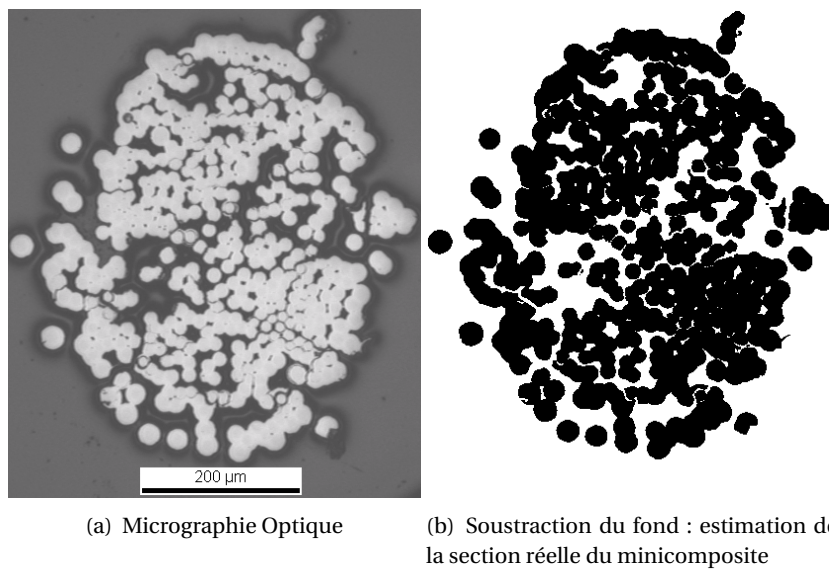 200 µm
(a) Micrographie Optique
(b) Soustraction du fond : estimation de
la section réelle du minicomposite